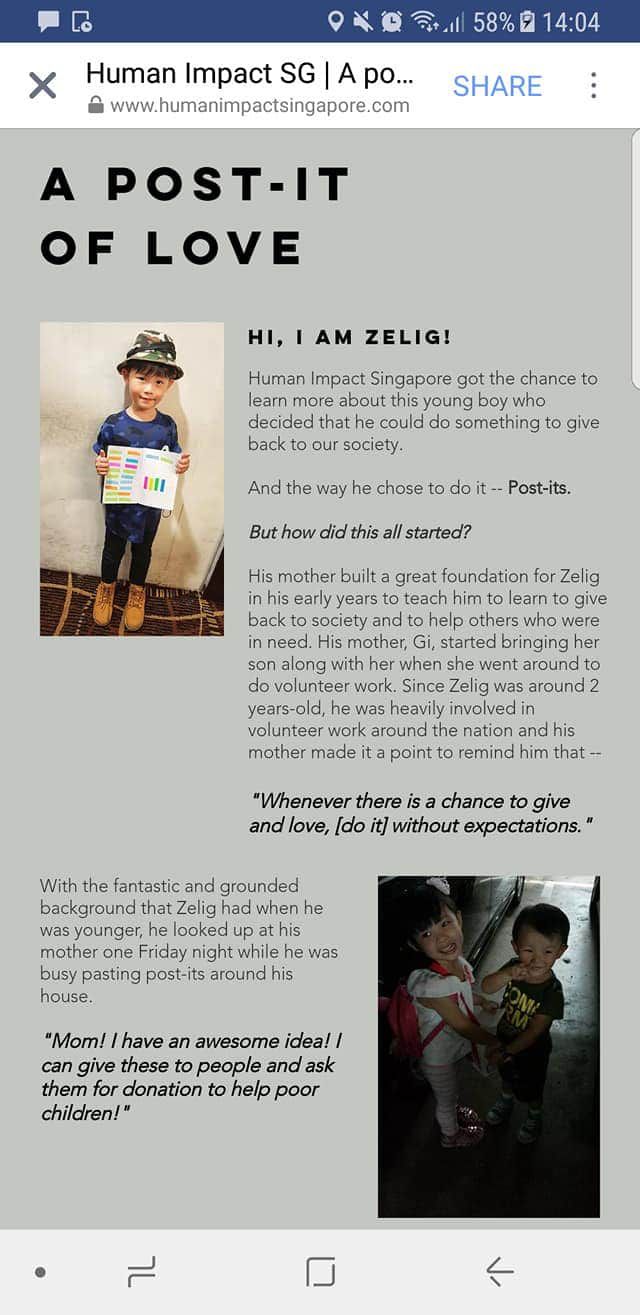 58% 14:04
Human Impact SG | A po...
SHARE
www.humanimpactsingapore.com
A POST-IT
OF LOVE
HI, I AM ZELIG!
Human Impact Singapore got the chance to
learn more about this young boy who
decided that he could do something to give
back to our society.
And the way he chose to do it -- Post-its.
But how did this all started?
His mother built a great foundation for Zelig
in his early years to teach him to learn to give
back to society and to help others who were
in need. His mother, Gi, started bringing her
son along with her when she went around to
do volunteer work. Since Zelig was around 2
years-old, he was heavily involved in
volunteer work around the nation and his
mother made it a point to remind him that --
"Whenever there is a chance to give
and love, [do it] without expectations."
With the fantastic and grounded
background that Zelig had when he
was younger, he looked up at his
mother one Friday night while he was
busy pasting post-its around his
house.
"Mom! I have an awesome idea! I
can give these to people and ask
them for donation to help poor
children!"